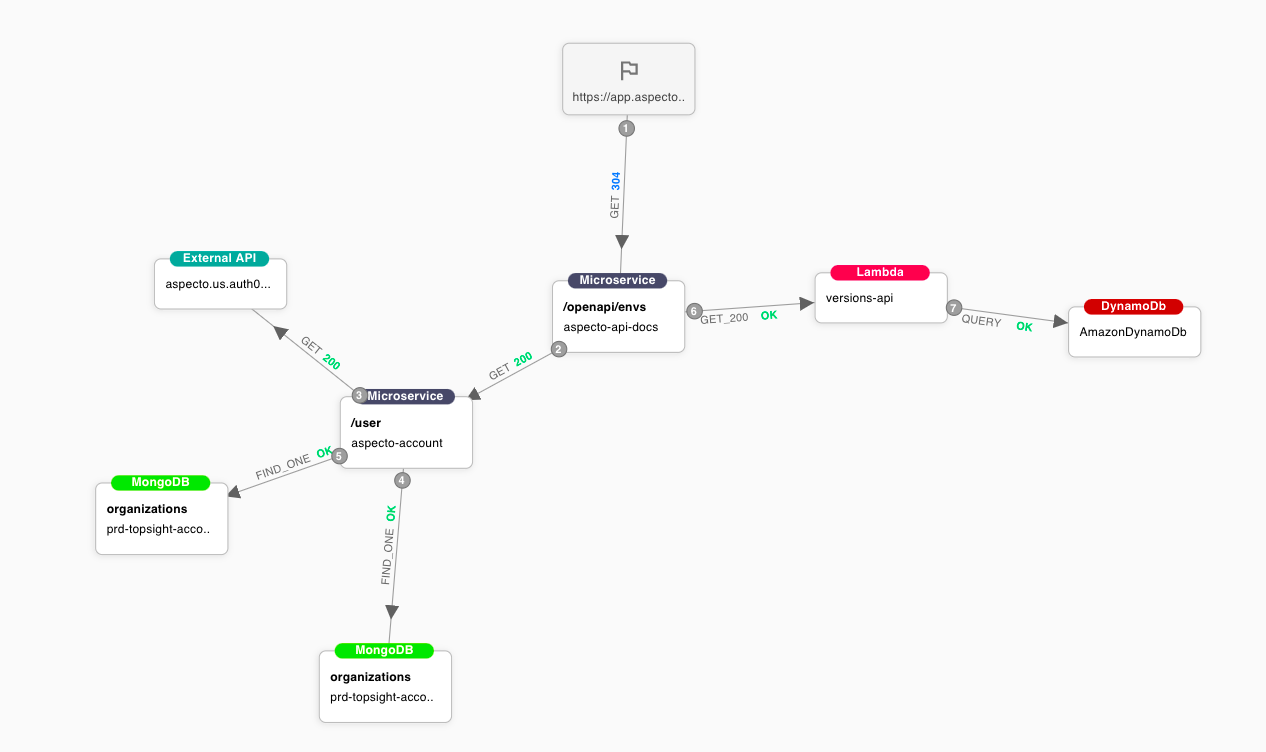 https://app.aspecto..
1
GET 304
External API
aspecto.us.auth0...
Microservice
/openapi/envs
aspecto-api-docs
6
GET_200 OK
Lambda
versions-api
7
QUERY OK
DynamoDb
AmazonDynamoDb
2
GET 200
GET 200
3
Microservice
/user
aspecto-account
5
FIND_ONE OK
4
FIND_ONE OK
MongoDB
organizations
prd-topsight-acco..
MongoDB
organizations
prd-topsight-acco..